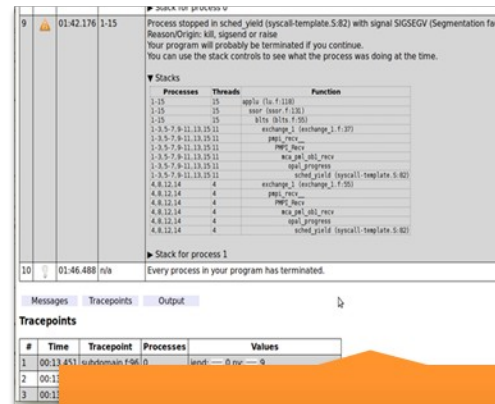 ▶ Stack for process 0
9 01:42.176 1-15 Process stopped in sched_yield (syscall-template.S:82) with signal SIGSEGV (Segmentation fa
Reason/Origin: kill, sigsend or raise
Your program will probably be terminated if you continue.
You can use the stack controls to see what the process was doing at the time.
▼ Stacks
Processes Threads Function
1-15 15 applu (lu.f:110)
1-15 15 ssor (ssor.f:131)
1-15 15 blts (blts.f:55)
1-3,5-7,9-11,13,15 11 exchange_1 (exchange_1.f:37)
1-3,5-7,9-11,13,15 11 pmpi_recv__
1-3,5-7,9-11,13,15 11 PMPI_Recv
1-3,5-7,9-11,13,15 11 mca_pml_ob1_recv
1-3,5-7,9-11,13,15 11 opal_progress
1-3,5-7,9-11,13,15 11 sched_yield (syscall-template.S:82)
4,8,12,14 4 exchange_1 (exchange_1.f:55)
4,8,12,14 4 pmpi_recv__
4,8,12,14 4 PMPI_Recv
4,8,12,14 4 mca_pml_ob1_recv
4,8,12,14 4 opal_progress
4,8,12,14 4 sched_yield (syscall-template.S:82)
▶ Stack for process 1
10 01:46.488 n/a Every process in your program has terminated.
Messages Tracepoints Output
Tracepoints
# Time Tracepoint Processes Values
1 00:13.451 subdomain.f:96 0
2 00:13
3 00:13